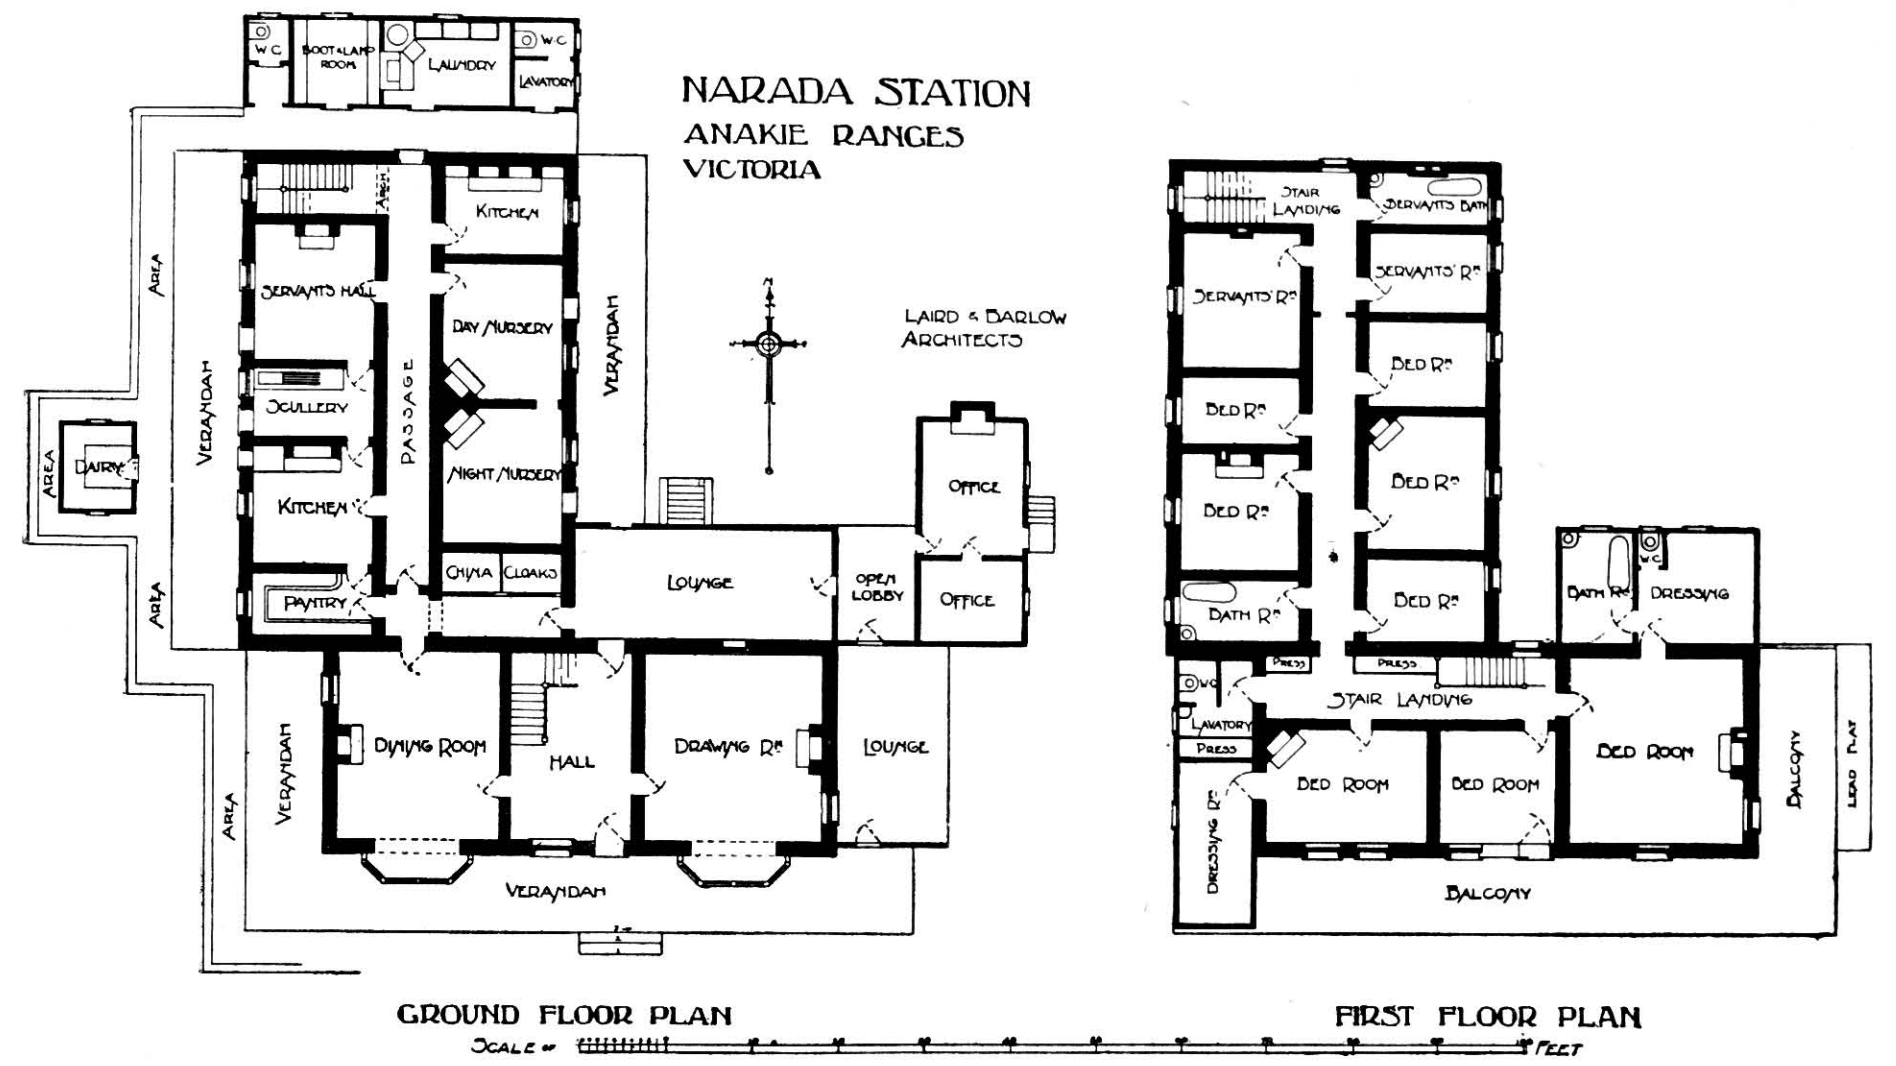 NARADA STATION
ANAKIE RANGES
VICTORIA
LAIRD & BARLOW
ARCHITECTS
W.C
BOOT & LAMP
ROOM
LAUNDRY
W.C
LAVATORY
ARCH
KITCHEN
SERVANTS HALL
DAY NURSERY
AREA
VERANDAH
VERANDAH
PASSAGE
SCULLERY
AREA
DAIRY
NIGHT NURSERY
KITCHEN
OFFICE
CHINA
CLOAKS
LOUNGE
OPEN
LOBBY
OFFICE
AREA
PANTRY
DINING ROOM
HALL
DRAWING RM
LOUNGE
VERANDAH
AREA
VERANDAH
GROUND FLOOR PLAN
STAIR
LANDING
SERVANTS BATH
SERVANTS' RM
SERVANTS' RM
BED RM
BED RM
BED RM
BED RM
BATH RM
BED RM
BATH RM
W.C.
DRESSING
PRESS
PRESS
W.C
STAIR LANDING
LAVATORY
PRESS
BED ROOM
BED ROOM
BED ROOM
DRESSING RM
BALCONY
LEAD FLAT
BALCONY
FIRST FLOOR PLAN
SCALE OF
FEET